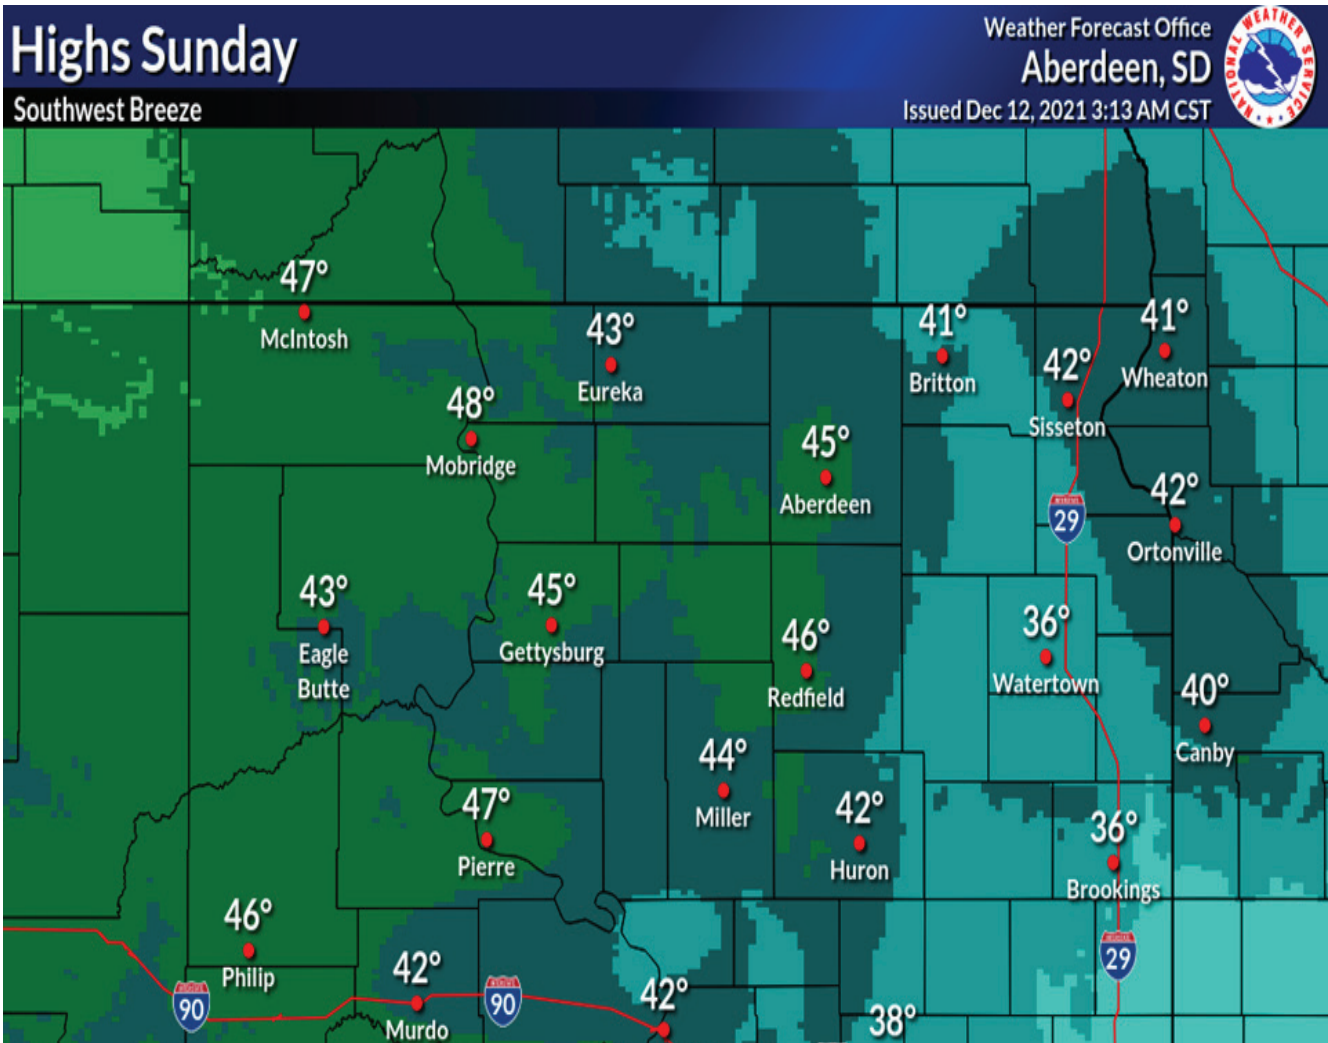 Highs Sunday
Southwest Breeze
Weather Forecast Office
Aberdeen, SD
Issued Dec 12, 2021 3:13 AM CST
NATIONAL WEATHER SERVICE
47°
McIntosh
43°
Eureka
41°
Britton
41°
Wheaton
42°
Sisseton
48°
Mobridge
45°
Aberdeen
42°
Ortonville
29
43°
Eagle
Butte
45°
Gettysburg
46°
Redfield
36°
Watertown
40°
Canby
44°
Miller
47°
Pierre
42°
Huron
36°
Brookings
46°
Philip
42°
Murdo
42°
38°
90
90
29